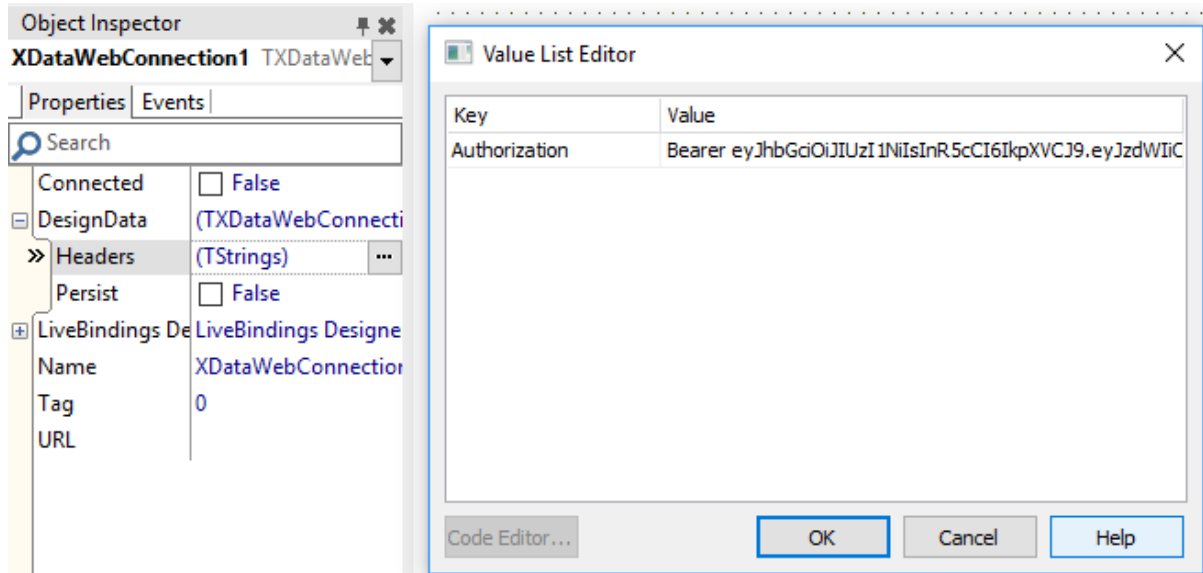 Object Inspector
XDataWebConnection1 TXDataWeb
Properties Events
Search
Connected False
DesignData (TXDataWebConnecti
Headers (TStrings) ...
Persist False
LiveBindings De LiveBindings Designe
Name XDataWebConnection
Tag 0
URL
Value List Editor
Key Value
Authorization Bearer eyJhbGciOiJIUzI1NiIsInR5cCI6IkpXVCJ9.eyJzdWIiC
Code Editor...
OK
Cancel
Help